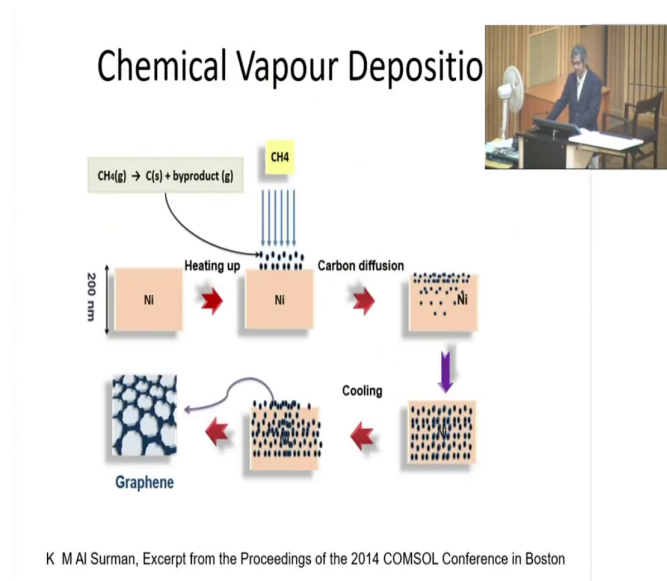 Chemical Vapour Depositio
CH4
CH₄(g) → C(s) + byproduct (g)
Heating up
Carbon diffusion
200 nm
Ni
Ni
Ni
Cooling
Graphene
K M Al Surman, Excerpt from the Proceedings of the 2014 COMSOL Conference in Boston